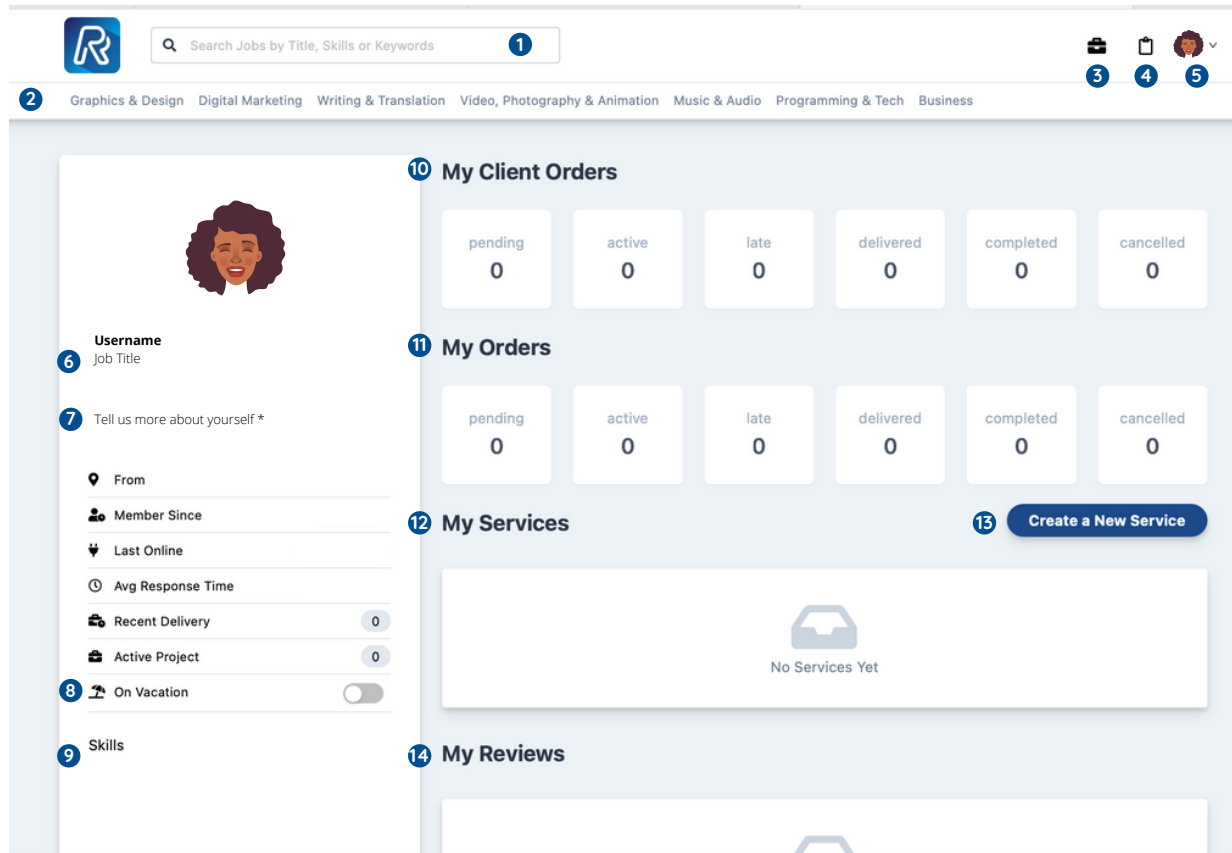 R
Search Jobs by Title, Skills or Keywords 1
3 4 5
2 Graphics & Design Digital Marketing Writing & Translation Video, Photography & Animation Music & Audio Programming & Tech Business
Username
6 Job Title
7 Tell us more about yourself *
From
Member Since
Last Online
Avg Response Time
Recent Delivery 0
Active Project 0
8 On Vacation
9 Skills
10 My Client Orders
pending active late delivered completed cancelled
0 0 0 0 0 0
11 My Orders
pending active late delivered completed cancelled
0 0 0 0 0 0
12 My Services 13 Create a New Service
No Services Yet
14 My Reviews